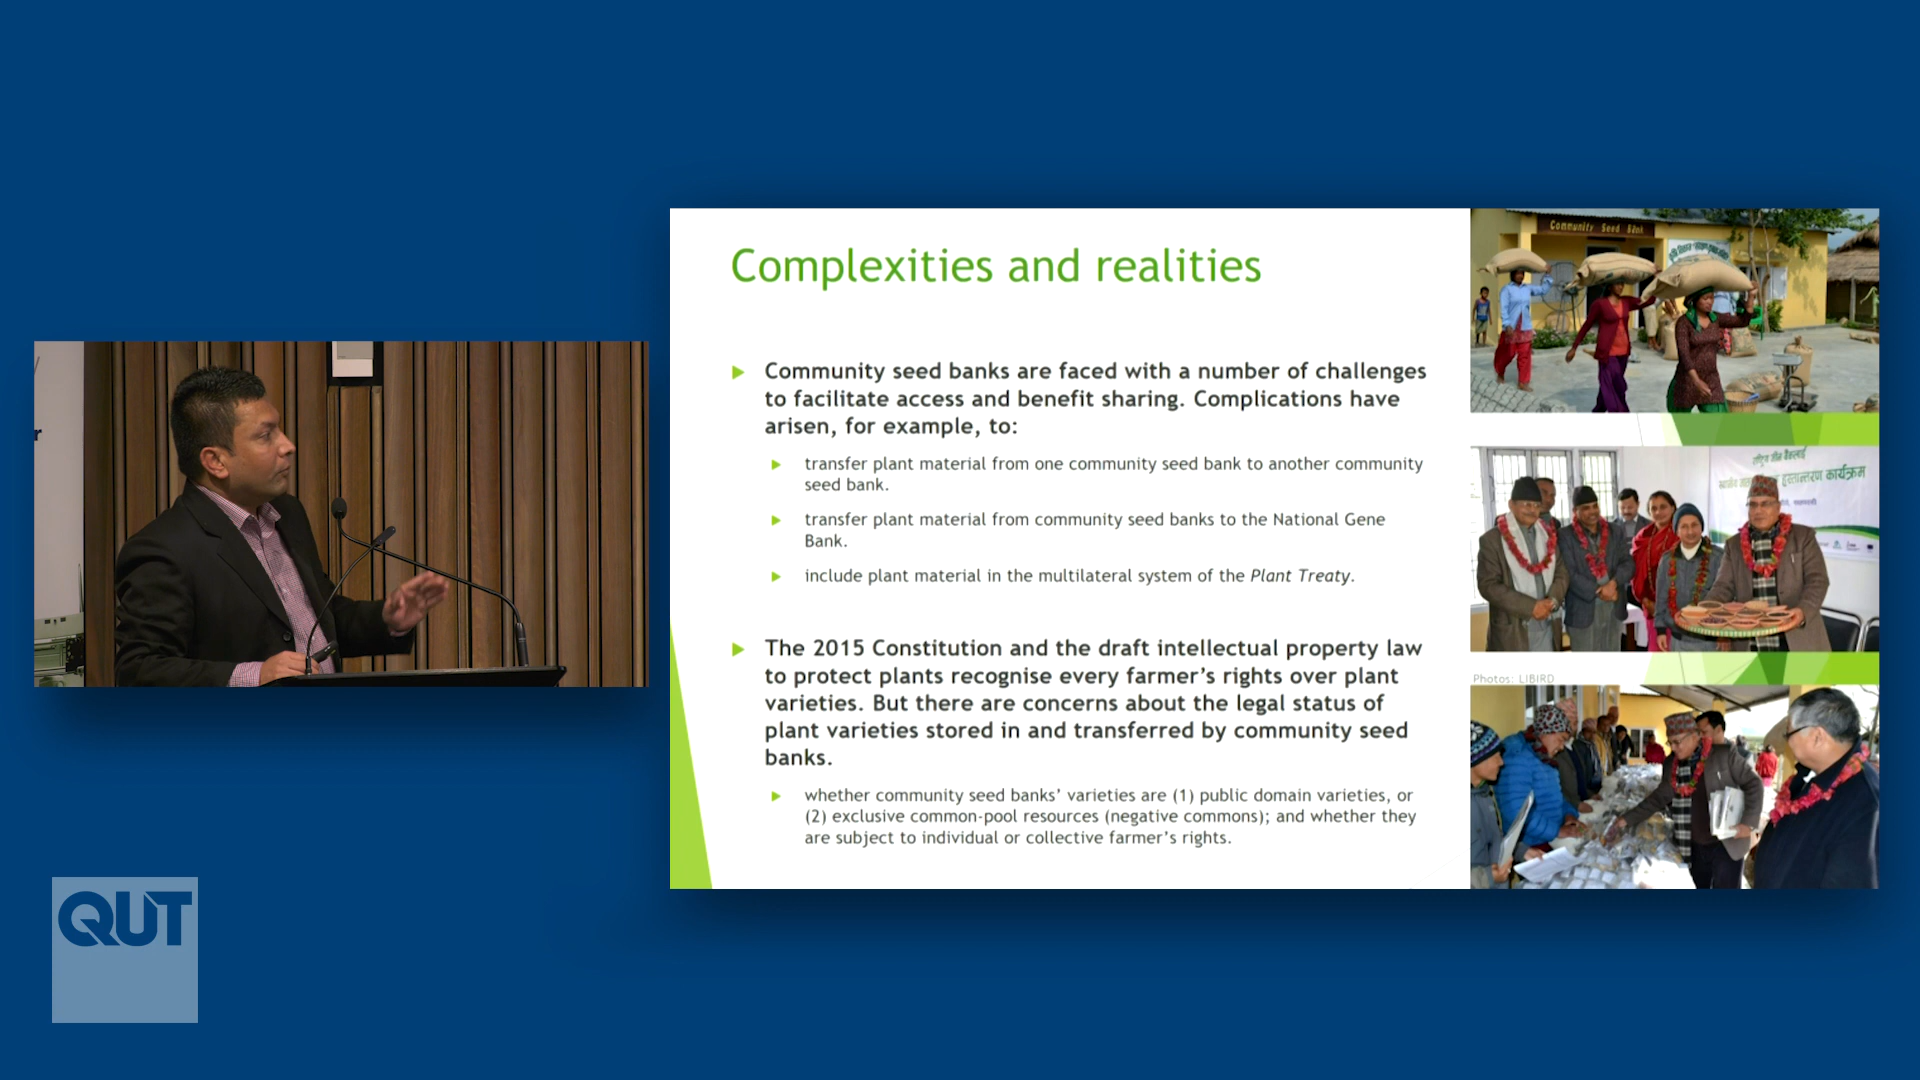 Complexities and realities
Community seed banks are faced with a number of challenges
to facilitate access and benefit sharing. Complications have
arisen, for example, to:
transfer plant material from one community seed bank to another community
seed bank.
transfer plant material from community seed banks to the National Gene
Bank.
include plant material in the multilateral system of the Plant Treaty.
The 2015 Constitution and the draft intellectual property law
to protect plants recognise every farmer's rights over plant
varieties. But there are concerns about the legal status of
plant varieties stored in and transferred by community seed
banks.
whether community seed banks' varieties are (1) public domain varieties, or
(2) exclusive common-pool resources (negative commons); and whether they
are subject to individual or collective farmer's rights.
Community Seed Bank
राष्ट्रिय जीन बैंकलाई
हस्तान्तरण कार्यक्रम
Photos: LIBIRD
QUT